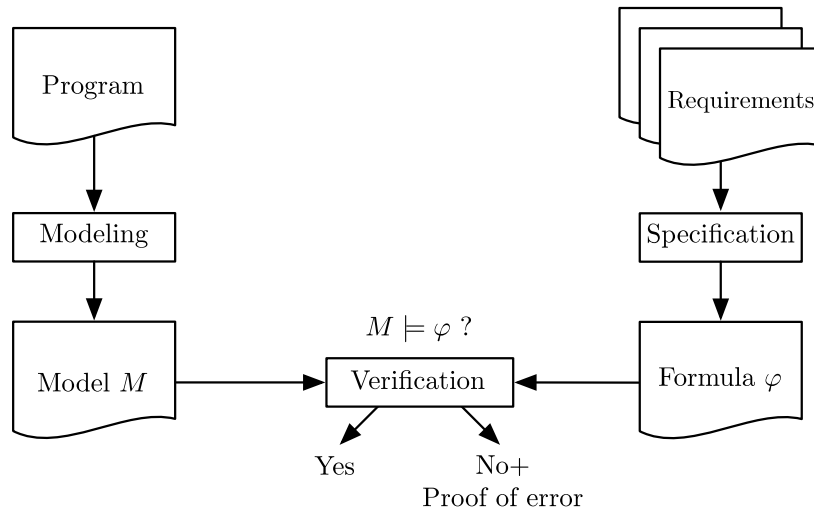 Program
Requirements
Modeling
Specification
M ⊨ φ ?
Model M
Verification
Formula φ
Yes
No+
Proof of error